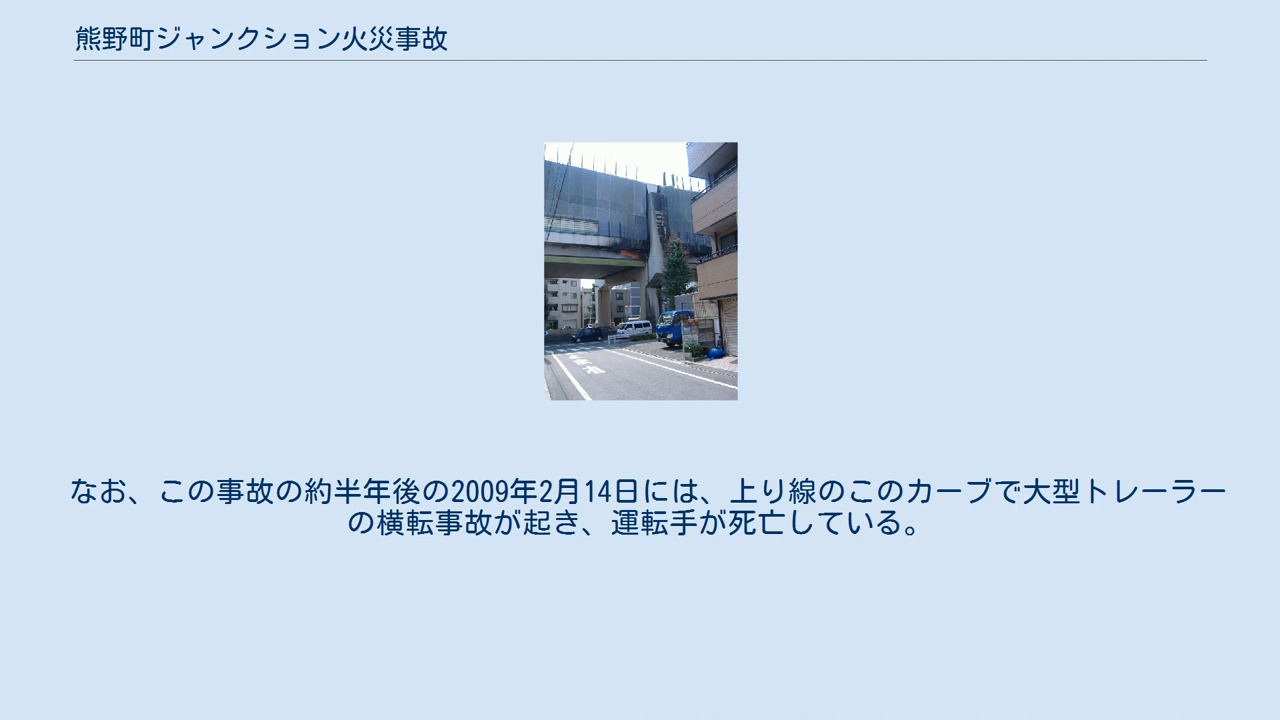 熊野町ジャンクション火災事故
なお、この事故の約半年後の2009年2月14日には、上り線のこのカーブで大型トレーラー
の横転事故が起き、運転手が死亡している。